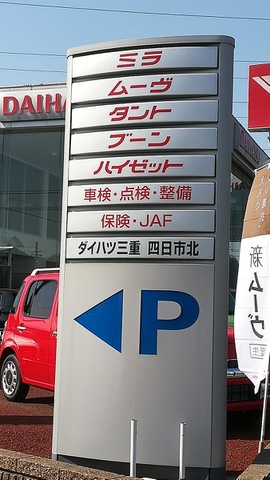 DAIHA
ミラ
ムーヴ
タント
ブーン
ハイゼット
車検・点検・整備
保険・JAF
ダイハツ三重 四日市北
P
新ムーヴ